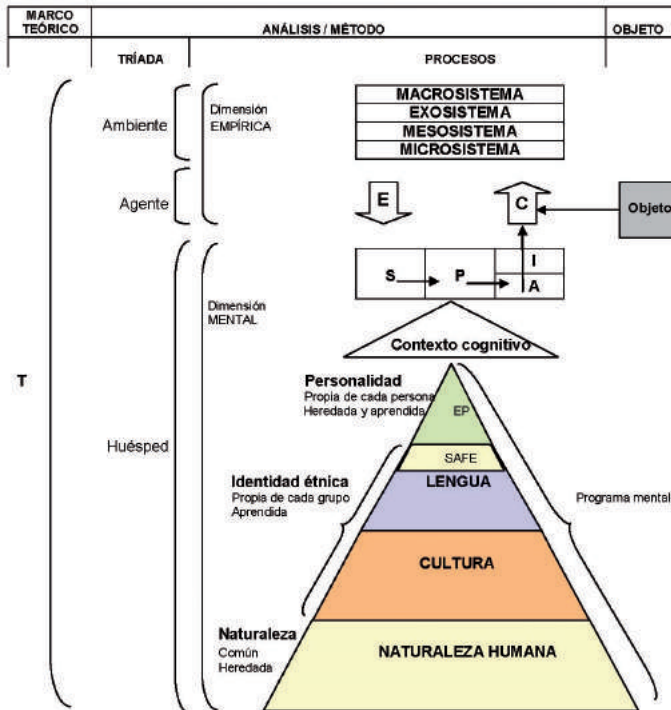 MARCO
TEÓRICO
ANÁLISIS / MÉTODO
OBJETO
TRÍADA
PROCESOS
Ambiente
Dimensión
EMPÍRICA
MACROSISTEMA
EXOSISTEMA
MESOSISTEMA
MICROSISTEMA
Agente
E
C
Objeto
S
P
I
A
Dimensión
MENTAL
Contexto cognitivo
T
Huésped
Personalidad
Propia de cada persona
Heredada y aprendida
EP
SAFE
Identidad étnica
Propia de cada grupo
Aprendida
LENGUA
Programa mental
CULTURA
Naturaleza
Común
Heredada
NATURALEZA HUMANA